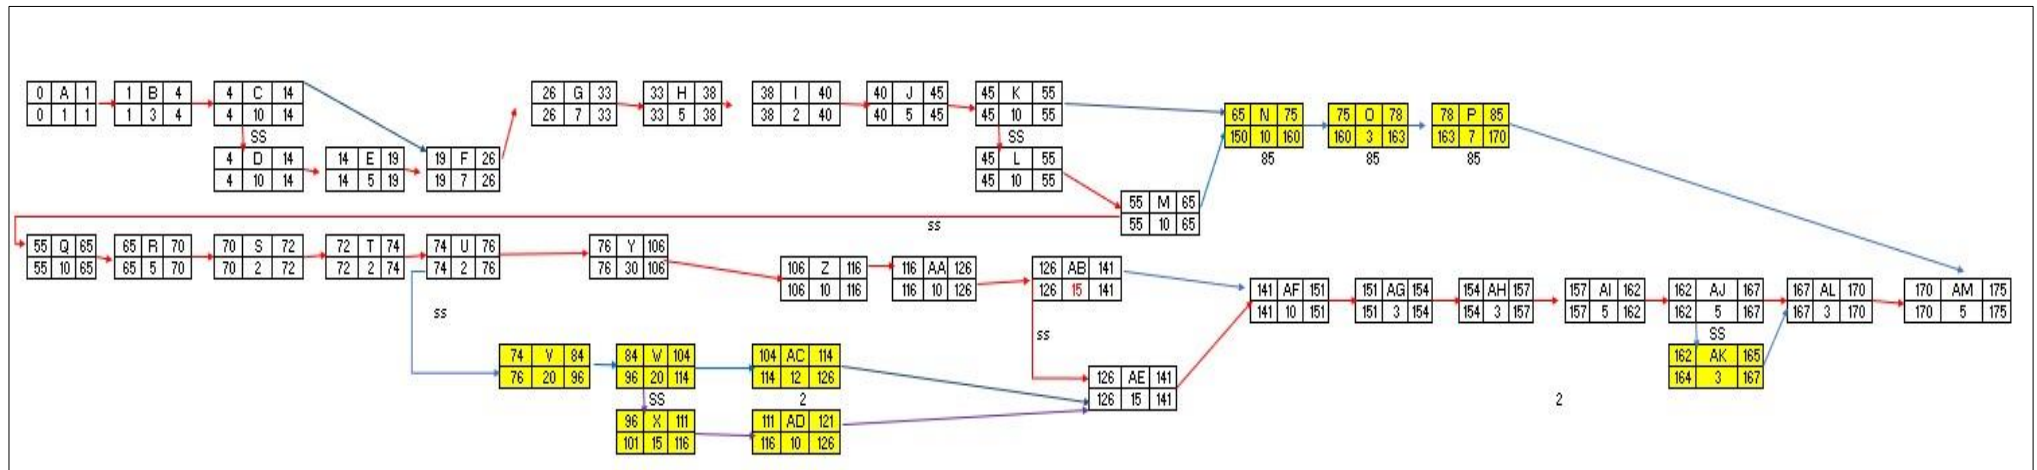 0 A 1
0 1 1
1 B 4
1 3 4
4 C 14
4 10 14
SS
4 D 14
4 10 14
14 E 19
14 5 19
19 F 26
19 7 26
26 G 33
26 7 33
33 H 38
33 5 38
38 I 40
38 2 40
40 J 45
40 5 45
45 K 55
45 10 55
SS
45 L 55
45 10 55
55 M 65
55 10 65
65 N 75
150 10 160
85
75 O 78
160 3 163
85
78 P 85
163 7 170
85
ss
55 Q 65
55 10 65
65 R 70
65 5 70
70 S 72
70 2 72
72 T 74
72 2 74
74 U 76
74 2 76
76 Y 106
76 30 106
106 Z 116
106 10 116
116 AA 126
116 10 126
126 AB 141
126 15 141
141 AF 151
141 10 151
151 AG 154
151 3 154
154 AH 157
154 3 157
157 AI 162
157 5 162
162 AJ 167
162 5 167
SS
167 AL 170
167 3 170
170 AM 175
170 5 175
ss
ss
74 V 84
76 20 96
84 W 104
96 20 114
SS
104 AC 114
114 12 126
2
126 AE 141
126 15 141
162 AK 165
164 3 167
2
96 X 111
101 15 116
111 AD 121
116 10 126